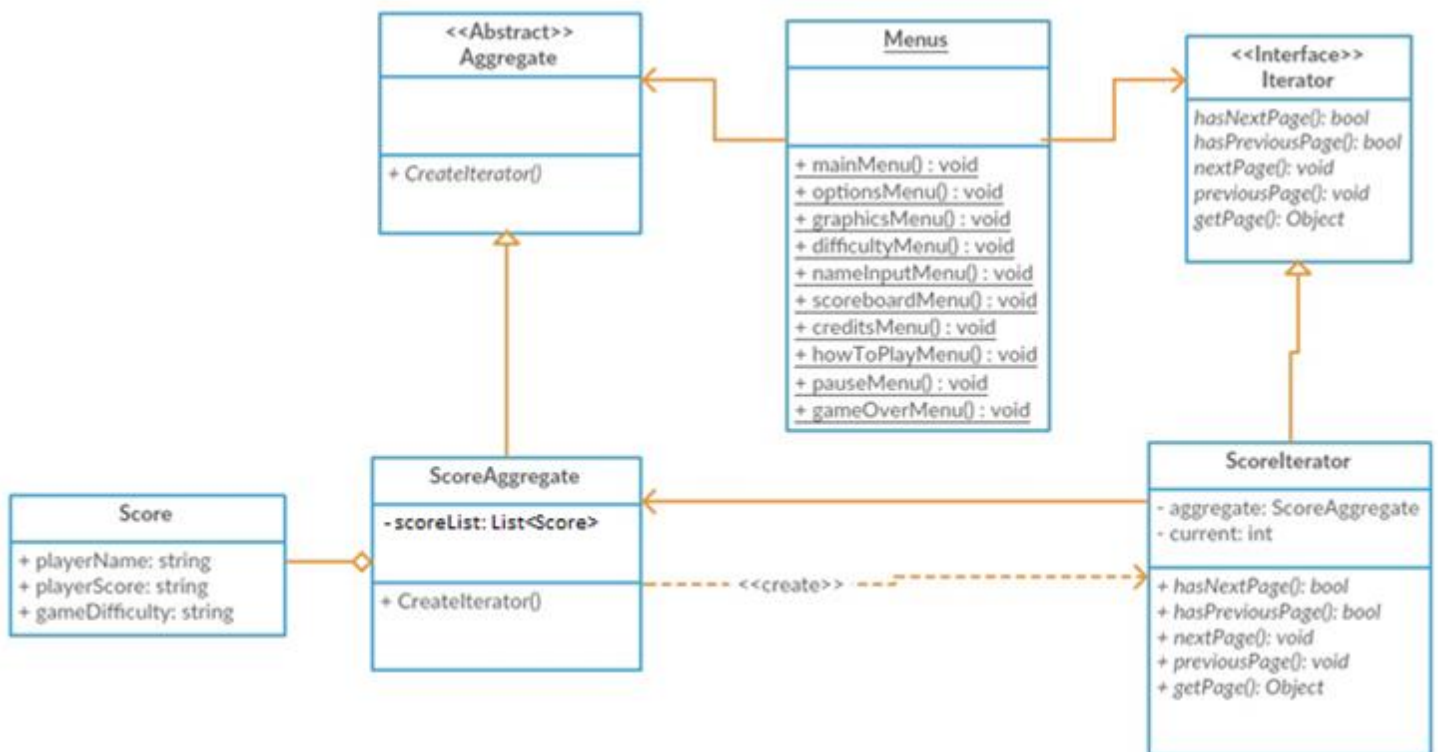 <<Abstract>>
Aggregate
+ CreateIterator()
Menus
+ mainMenu() : void
+ optionsMenu() : void
+ graphicsMenu() : void
+ difficultyMenu() : void
+ nameInputMenu() : void
+ scoreboardMenu() : void
+ creditsMenu() : void
+ howToPlayMenu() : void
+ pauseMenu() : void
+ gameOverMenu() : void
<<Interface>>
Iterator
hasNextPage(): bool
hasPreviousPage(): bool
nextPage(): void
previousPage(): void
getPage(): Object
Score
+ playerName: string
+ playerScore: string
+ gameDifficulty: string
ScoreAggregate
- scoreList: List<Score>
+ CreateIterator()
<<create>>
ScoreIterator
- aggregate: ScoreAggregate
- current: int
+ hasNextPage(): bool
+ hasPreviousPage(): bool
+ nextPage(): void
+ previousPage(): void
+ getPage(): Object